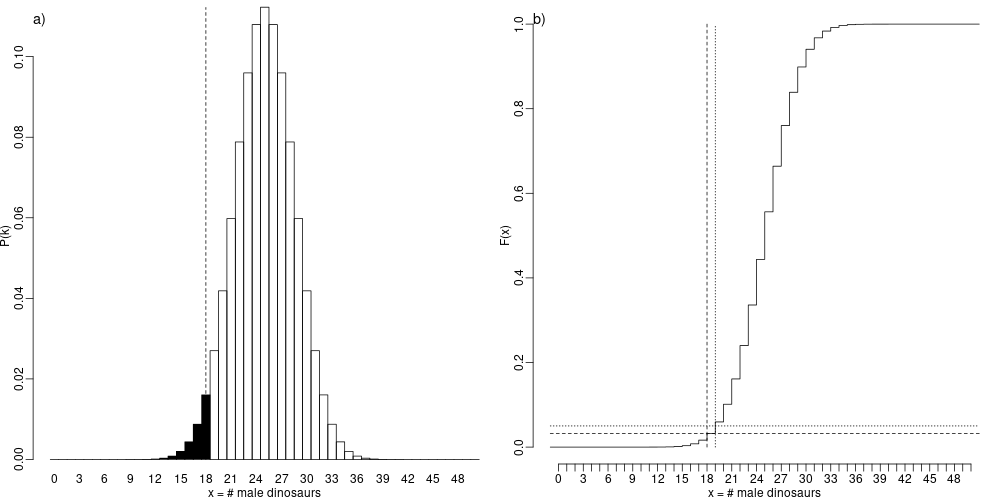 a)
P(k)
0.00 0.02 0.04 0.06 0.08 0.10
0 3 6 9 12 15 18 21 24 27 30 33 36 39 42 45 48
x = # male dinosaurs
b)
F(x)
0.0 0.2 0.4 0.6 0.8 1.0
0 3 6 9 12 15 18 21 24 27 30 33 36 39 42 45 48
x = # male dinosaurs